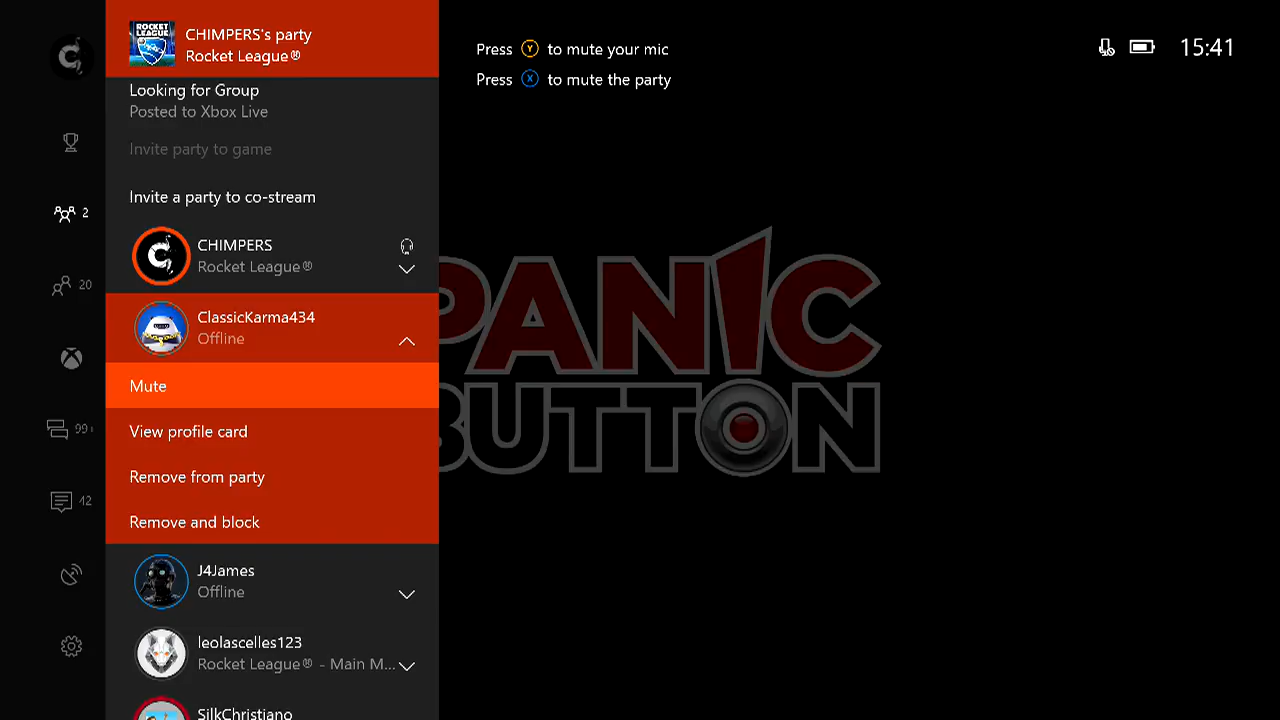 CHIMPERS's party
Rocket League®
Looking for Group
Posted to Xbox Live
Invite party to game
Invite a party to co-stream
CHIMPERS
Rocket League®
ClassicKarma434
Offline
Mute
View profile card
Remove from party
Remove and block
J4James
Offline
leolascelles123
Rocket League® - Main M...
SilkChristiano
2
20
99+
42
Press Y to mute your mic
Press X to mute the party
15:41
PANIC
BUTTON
ROCKET
LEAGUE